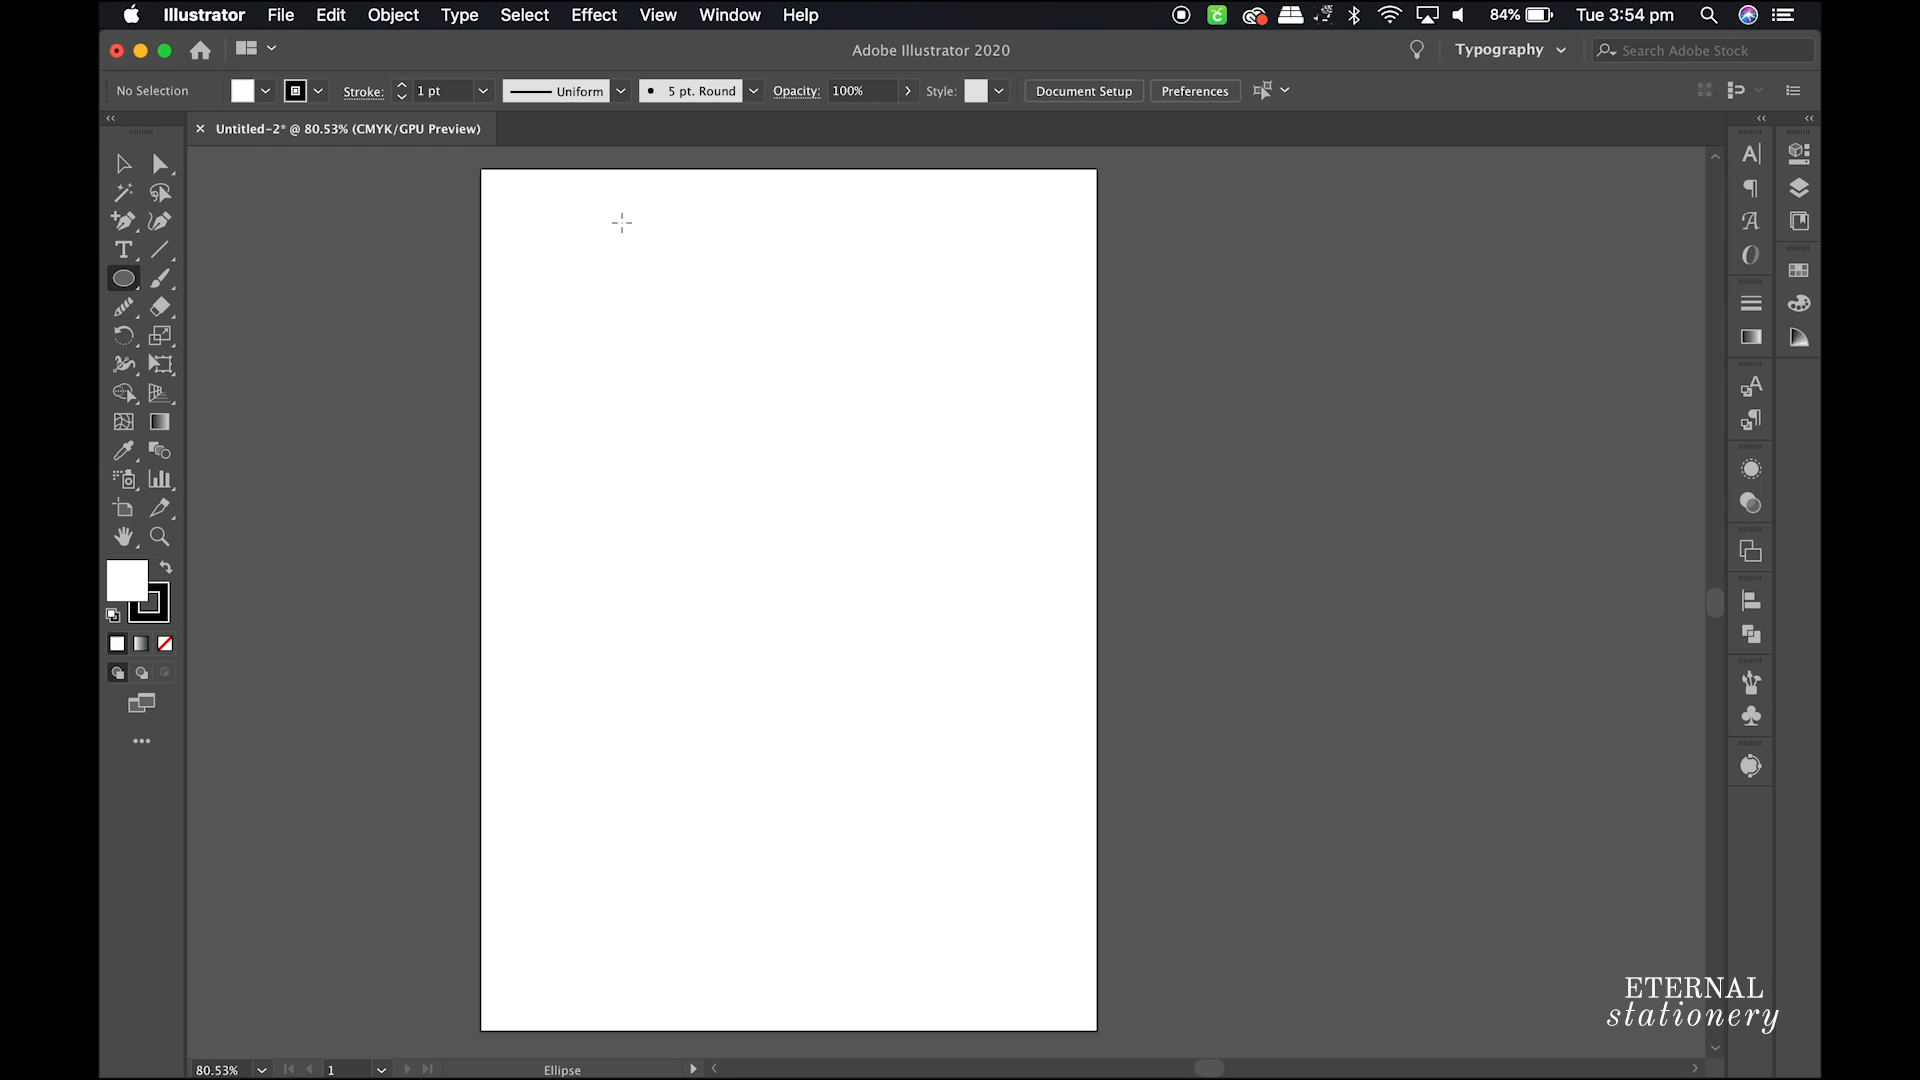 Illustrator File Edit Object Type Select Effect View Window Help 84% Tue 3:54 pm
Adobe Illustrator 2020 Typography Search Adobe Stock
No Selection Stroke: 1 pt Uniform 5 pt. Round Opacity: 100% Style: Document Setup Preferences
Untitled-2* @ 80.53% (CMYK/GPU Preview)
ETERNAL
stationery
80.53% 1 Ellipse